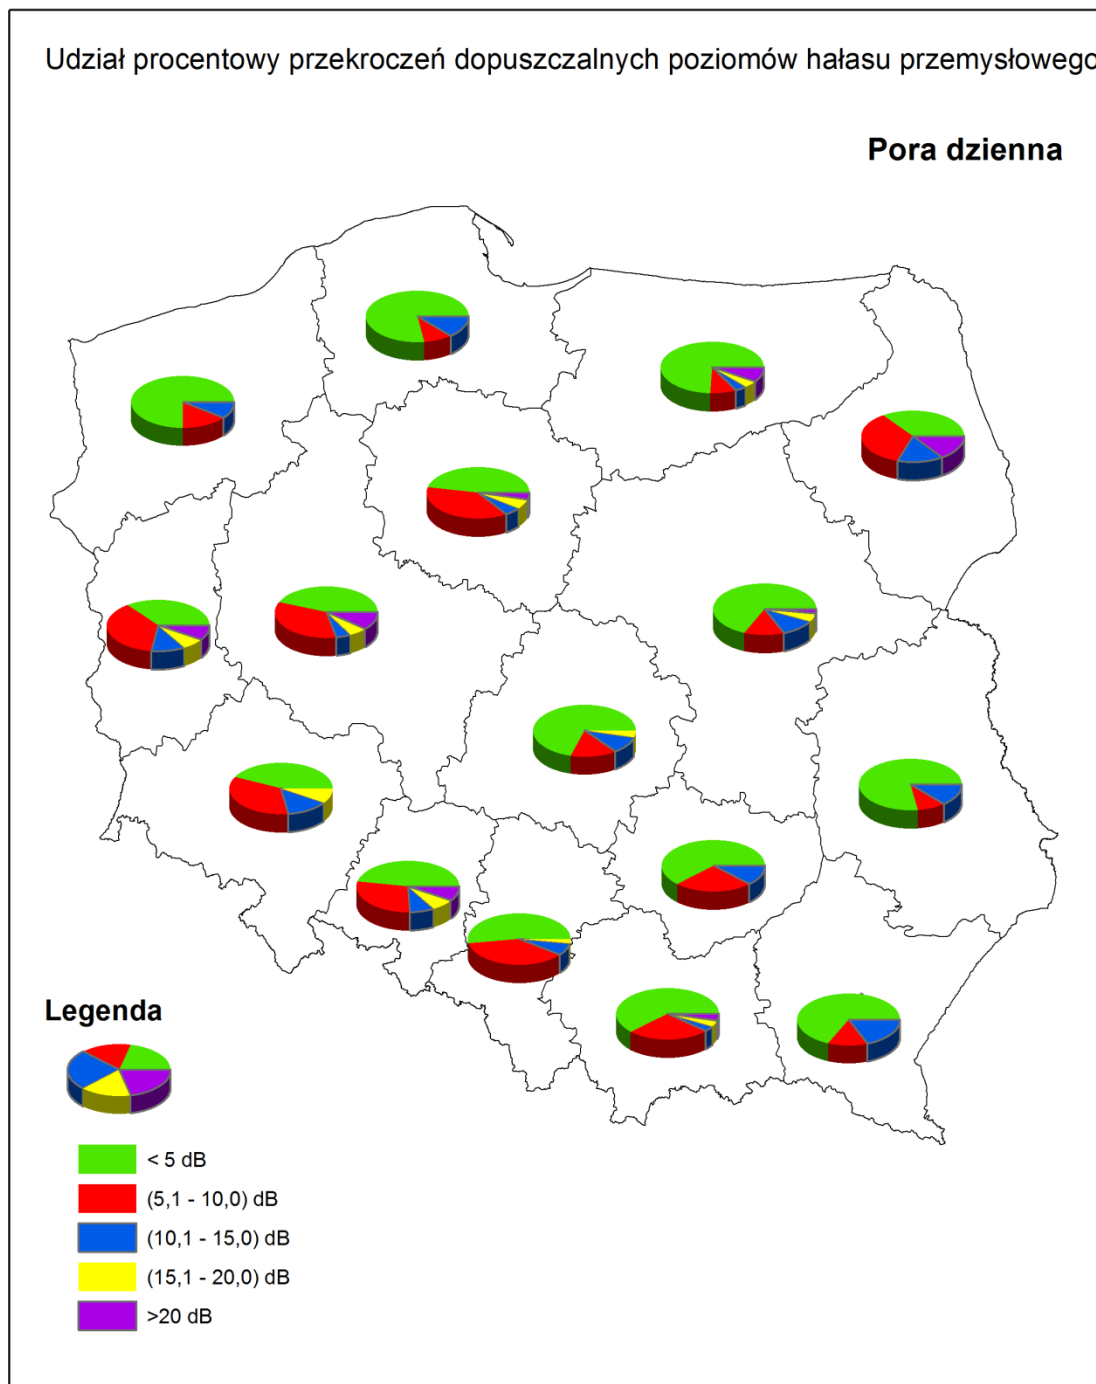 Udział procentowy przekroczeń dopuszczalnych poziomów hałasu przemysłowego
Pora dzienna
Legenda
< 5 dB
(5,1 - 10,0) dB
(10,1 - 15,0) dB
(15,1 - 20,0) dB
>20 dB